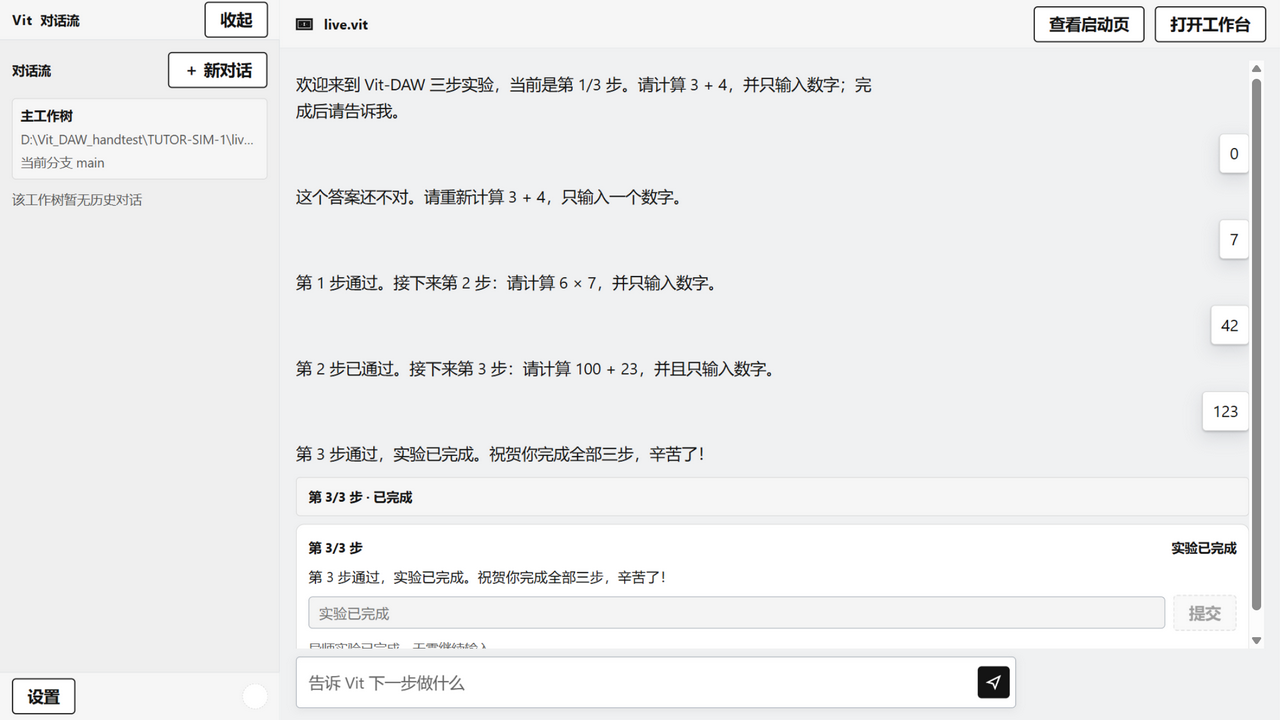 Vit 对话流
收起
对话流
+ 新对话
主工作树
D:\Vit_DAW_handtest\TUTOR-SIM-1\liv...
当前分支 main
该工作树暂无历史对话
设置
live.vit
查看启动页
打开工作台
欢迎来到 Vit-DAW 三步实验，当前是第 1/3 步。请计算 3 + 4，并只输入数字；完
成后请告诉我。
0
这个答案还不对。请重新计算 3 + 4，只输入一个数字。
7
第 1 步通过。接下来第 2 步：请计算 6 × 7，并只输入数字。
42
第 2 步已通过。接下来第 3 步：请计算 100 + 23，并且只输入数字。
123
第 3 步通过，实验已完成。祝贺你完成全部三步，辛苦了！
第 3/3 步 · 已完成
第 3/3 步
实验已完成
第 3 步通过，实验已完成。祝贺你完成全部三步，辛苦了！
实验已完成
提交
告诉 Vit 下一步做什么